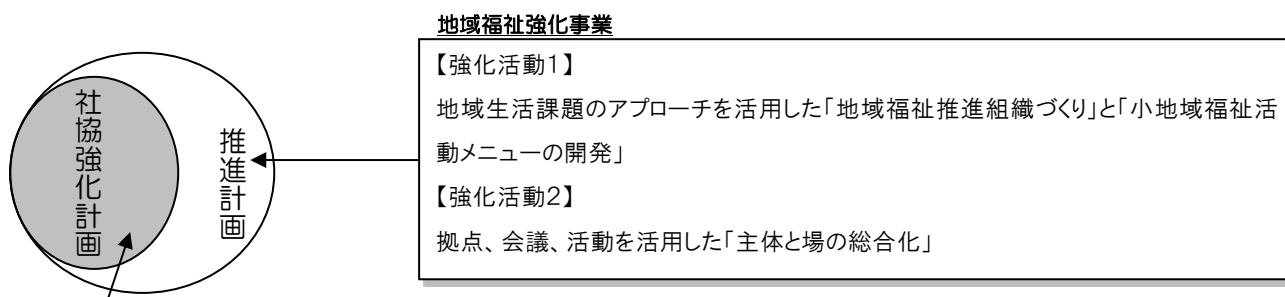 地域福祉強化事業
【強化活動1】
地域生活課題のアプローチを活用した「地域福祉推進組織づくり」と「小地域福祉活
動メニューの開発」
【強化活動2】
拠点、会議、活動を活用した「主体と場の総合化」
社協強化計画
推進計画